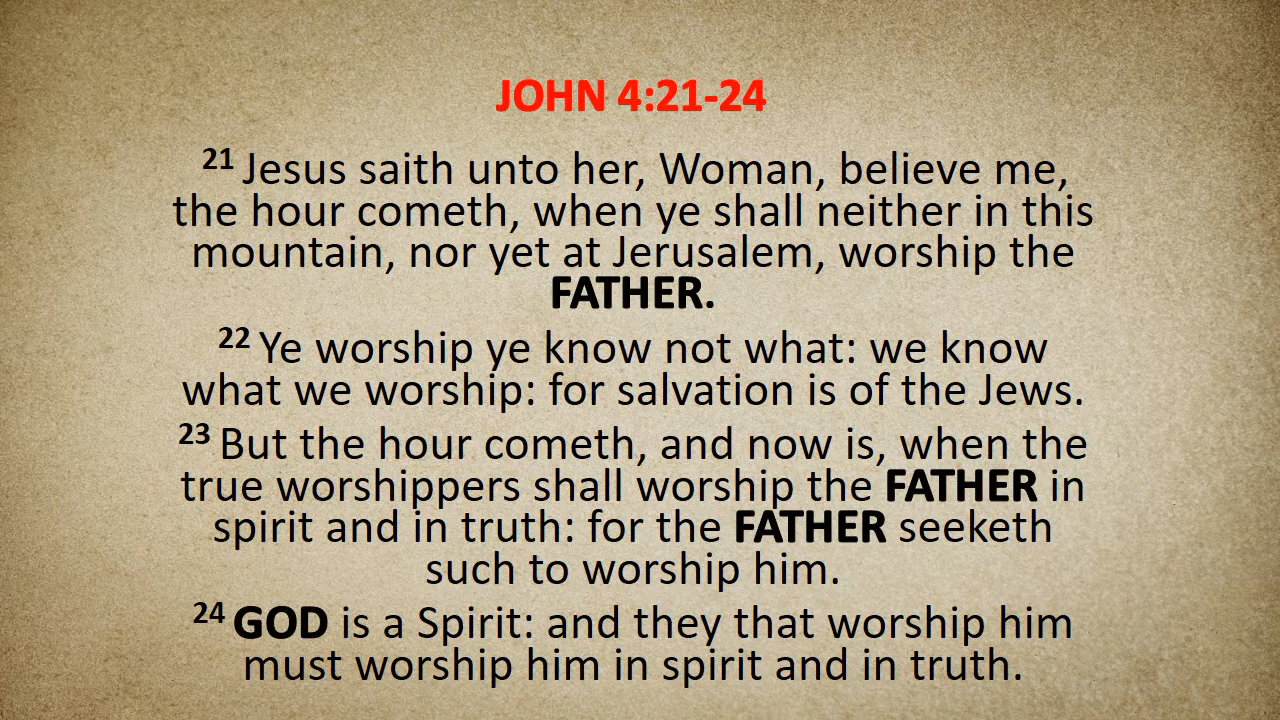 JOHN 4:21-24
21 Jesus saith unto her, Woman, believe me,
the hour cometh, when ye shall neither in this
mountain, nor yet at Jerusalem, worship the
FATHER.
22 Ye worship ye know not what: we know
what we worship: for salvation is of the Jews.
23 But the hour cometh, and now is, when the
true worshippers shall worship the FATHER in
spirit and in truth: for the FATHER seeketh
such to worship him.
24 GOD is a Spirit: and they that worship him
must worship him in spirit and in truth.